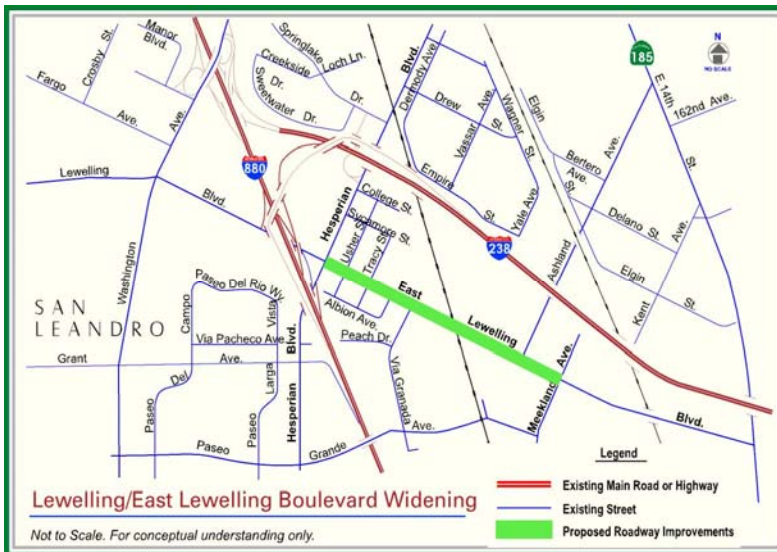 Manor
Blvd.
Crosby St.
Fargo
Ave.
Ave.
Springlake
Creekside
Loch Ln.
Dr.
Dr.
Sweetwater Dr.
Blvd.
Dermody Ave.
Drew
St.
Vassar
Ave.
Wagner
St.
Elgin
St.
185
E. 14th
St.
N
NO SCALE
162nd Ave.
Ave.
Bertero
Ave.
Lewelling
Blvd.
880
Hesperian
College St.
Sycamore St.
Usher St.
Tracy St.
Empire
St.
Yale Ave.
238
Delano St.
Ave.
Elgin
St.
Ashland
Kent
Washington
SAN
LEANDRO
Paseo Del Rio Wy.
Campo
Vista
Via Pacheco Ave.
Grant
Ave.
Blvd.
Albion Ave.
Peach Dr.
East
Lewelling
Ave.
Meekland
Blvd.
Del
Paseo
Larga
Paseo
Hesperian
Via Granada
Ave.
Paseo
Grande
Legend
Existing Main Road or Highway
Existing Street
Proposed Roadway Improvements
Lewelling/East Lewelling Boulevard Widening
Not to Scale. For conceptual understanding only.